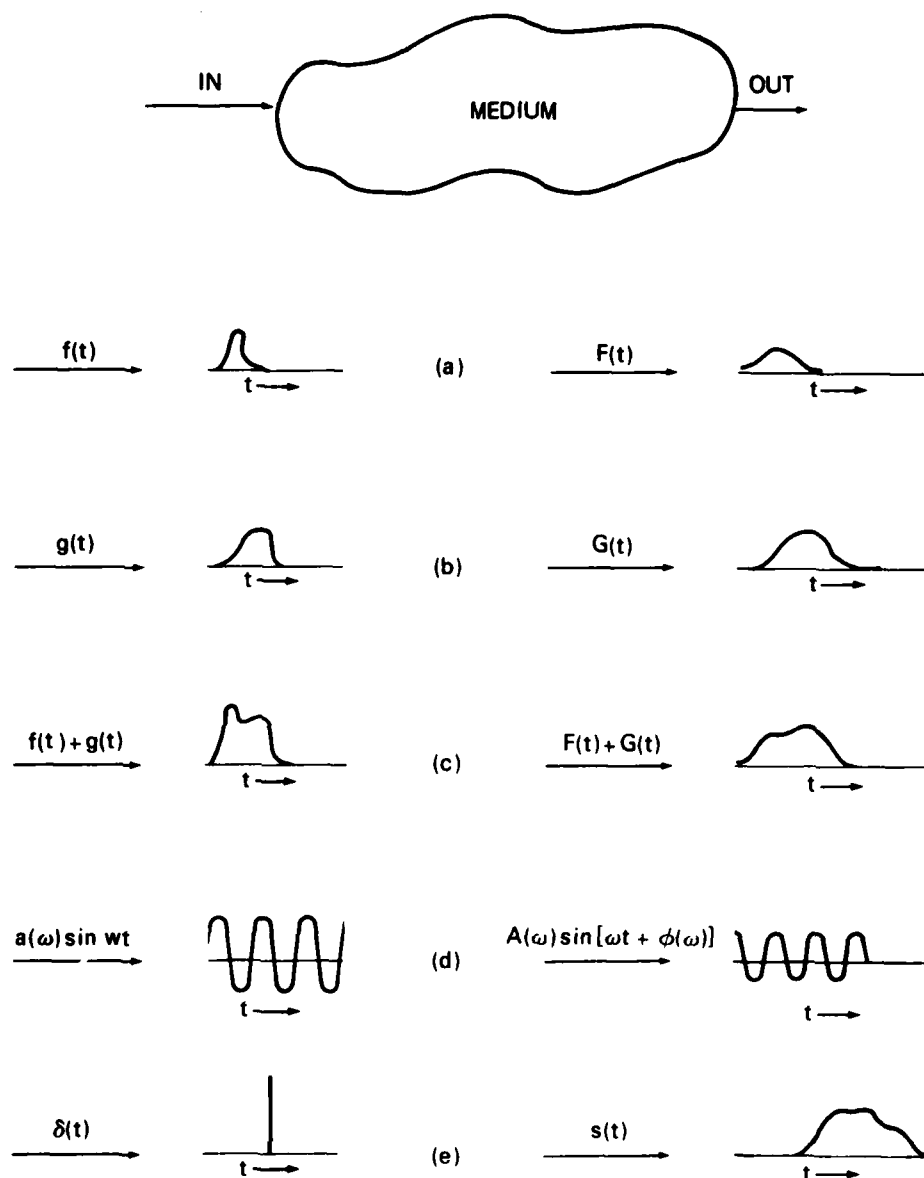 IN
OUT
MEDIUM
f(t)
t
(a)
F(t)
t
g(t)
t
(b)
G(t)
t
f(t)+g(t)
t
(c)
F(t)+G(t)
t
a(ω) sin wt
t
(d)
A(ω) sin [ωt + ϕ(ω)]
t
δ(t)
t
(e)
s(t)
t